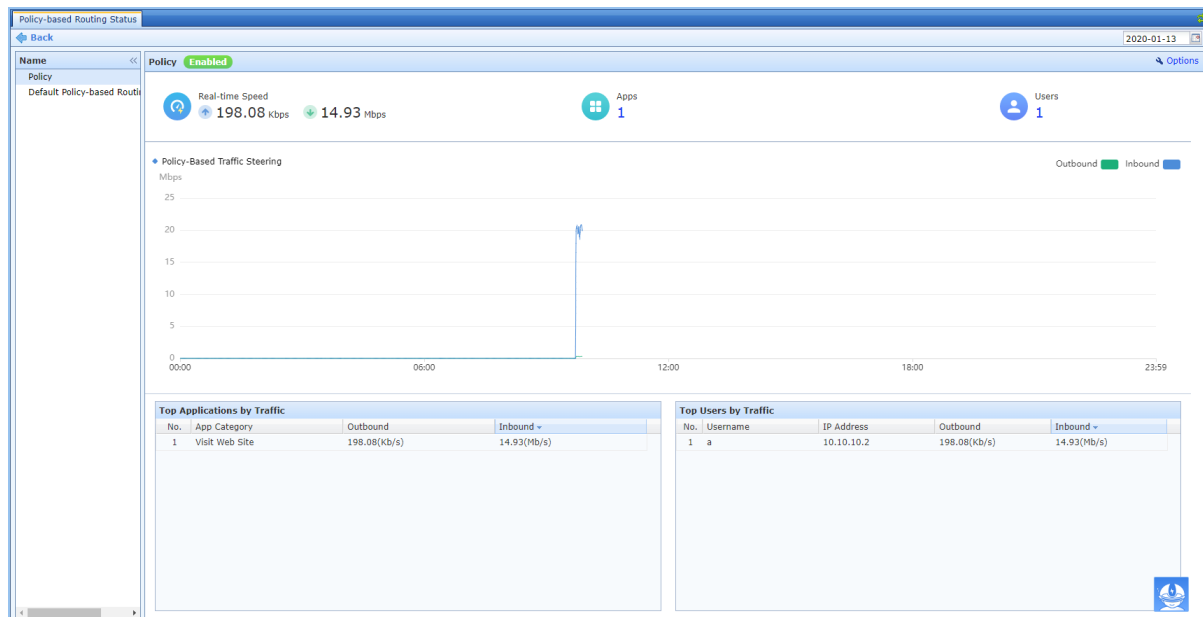 Policy-based Routing Status
Back
2020-01-13
Name
Policy
Default Policy-based Routi
Policy Enabled
Options
Real-time Speed
198.08 Kbps 14.93 Mbps
Apps
1
Users
1
Policy-Based Traffic Steering
Outbound Inbound
Mbps
25
20
15
10
5
0
00:00 06:00 12:00 18:00 23:59
Top Applications by Traffic
No. App Category Outbound Inbound
1 Visit Web Site 198.08(Kb/s) 14.93(Mb/s)
Top Users by Traffic
No. Username IP Address Outbound Inbound
1 a 10.10.10.2 198.08(Kb/s) 14.93(Mb/s)